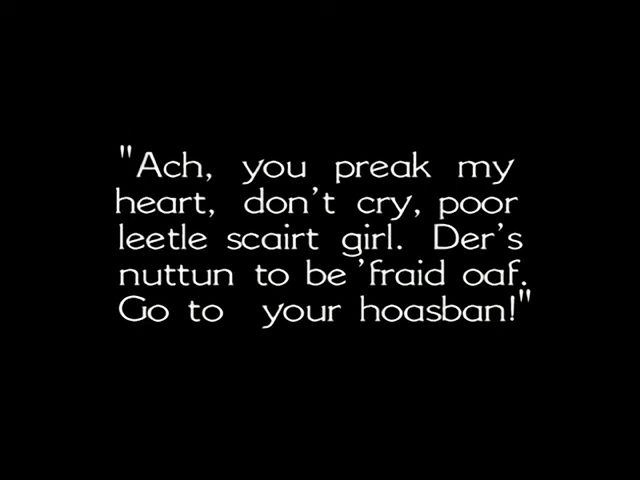 "Ach, you preak my
heart, don't cry, poor
leetle scairt girl. Der's
nuttun to be 'fraid oaf.
Go to your hoasban!"